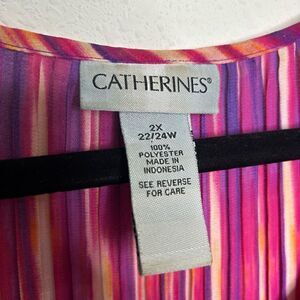 CATHERINES®
2X
22/24W
100%
POLYESTER
MADE IN
INDONESIA
SEE REVERSE
FOR CARE